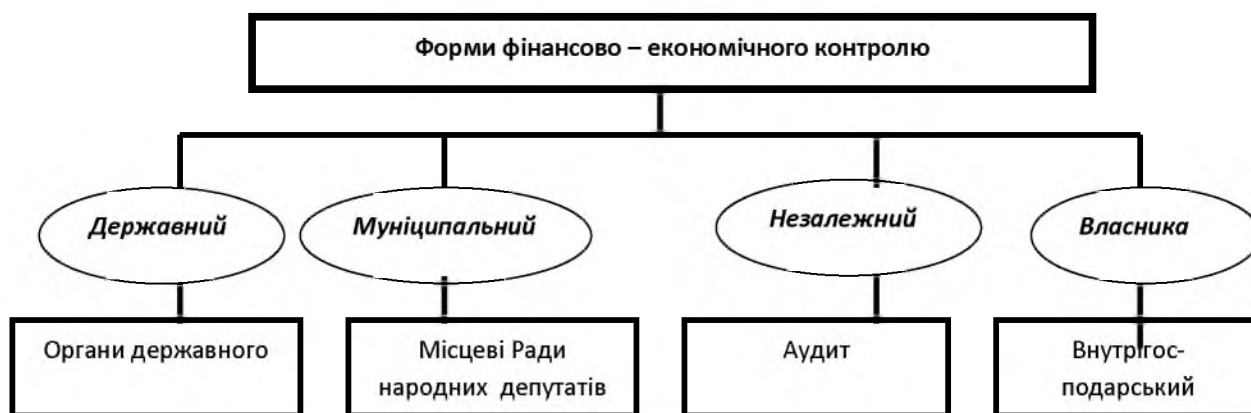 Форми фінансово – економічного контролю
Державний
Муніципальний
Незалежний
Власника
Органи державного
Місцеві Ради
народних депутатів
Аудит
Внутрігос-
подарський